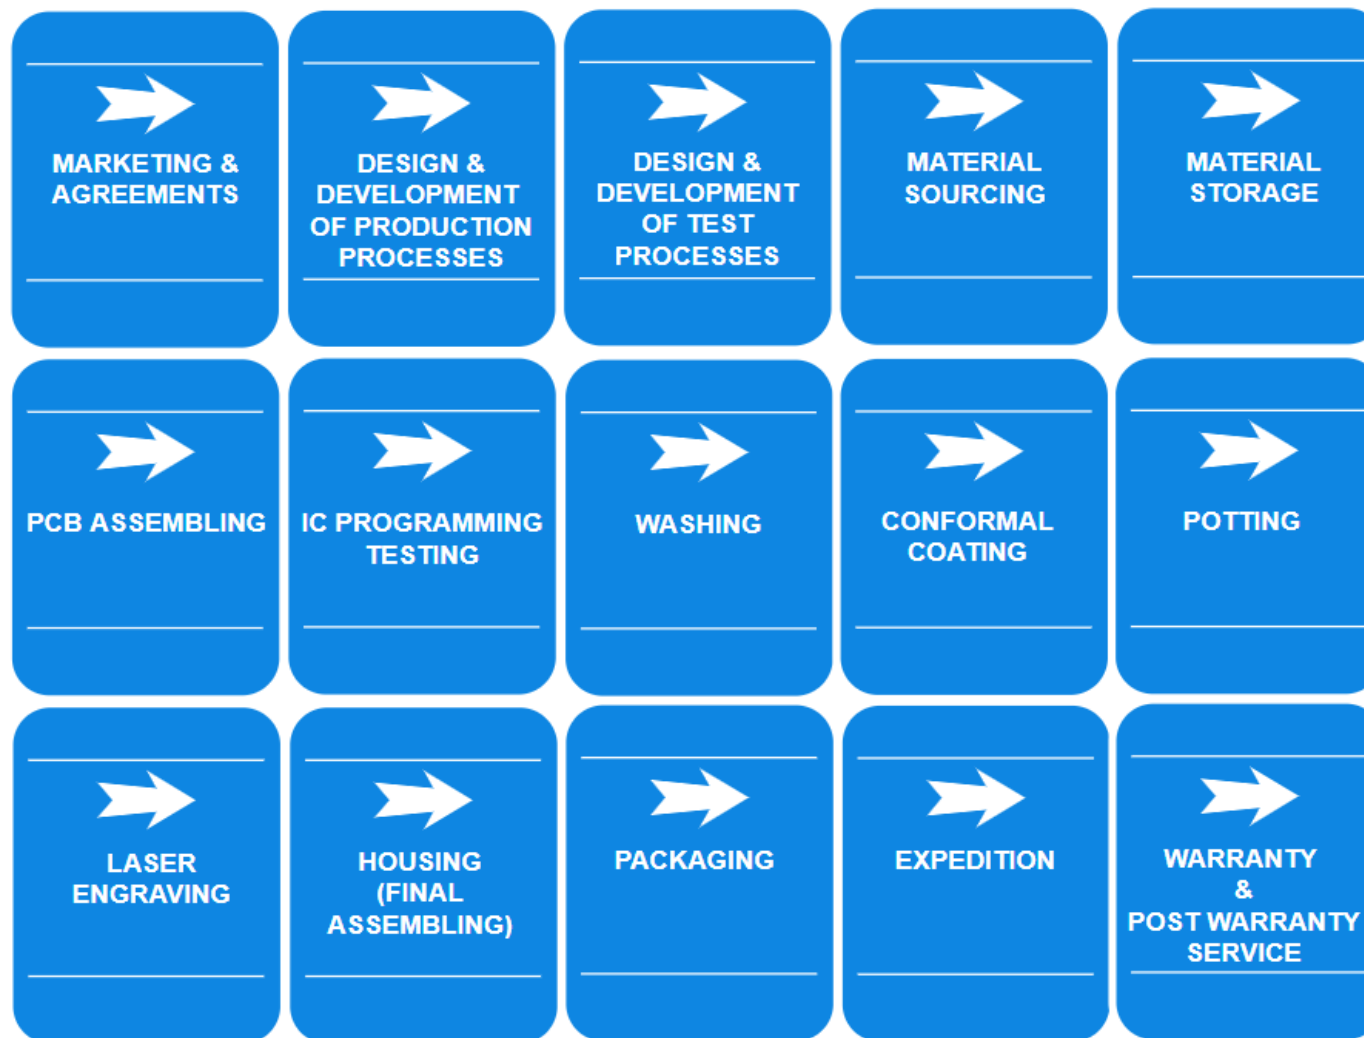 MARKETING &
AGREEMENTS
DESIGN &
DEVELOPMENT
OF PRODUCTION
PROCESSES
DESIGN &
DEVELOPMENT
OF TEST
PROCESSES
MATERIAL
SOURCING
MATERIAL
STORAGE
PCB ASSEMBLING
IC PROGRAMMING
TESTING
WASHING
CONFORMAL
COATING
POTTING
LASER
ENGRAVING
HOUSING
(FINAL
ASSEMBLING)
PACKAGING
EXPEDITION
WARRANTY
&
POST WARRANTY
SERVICE